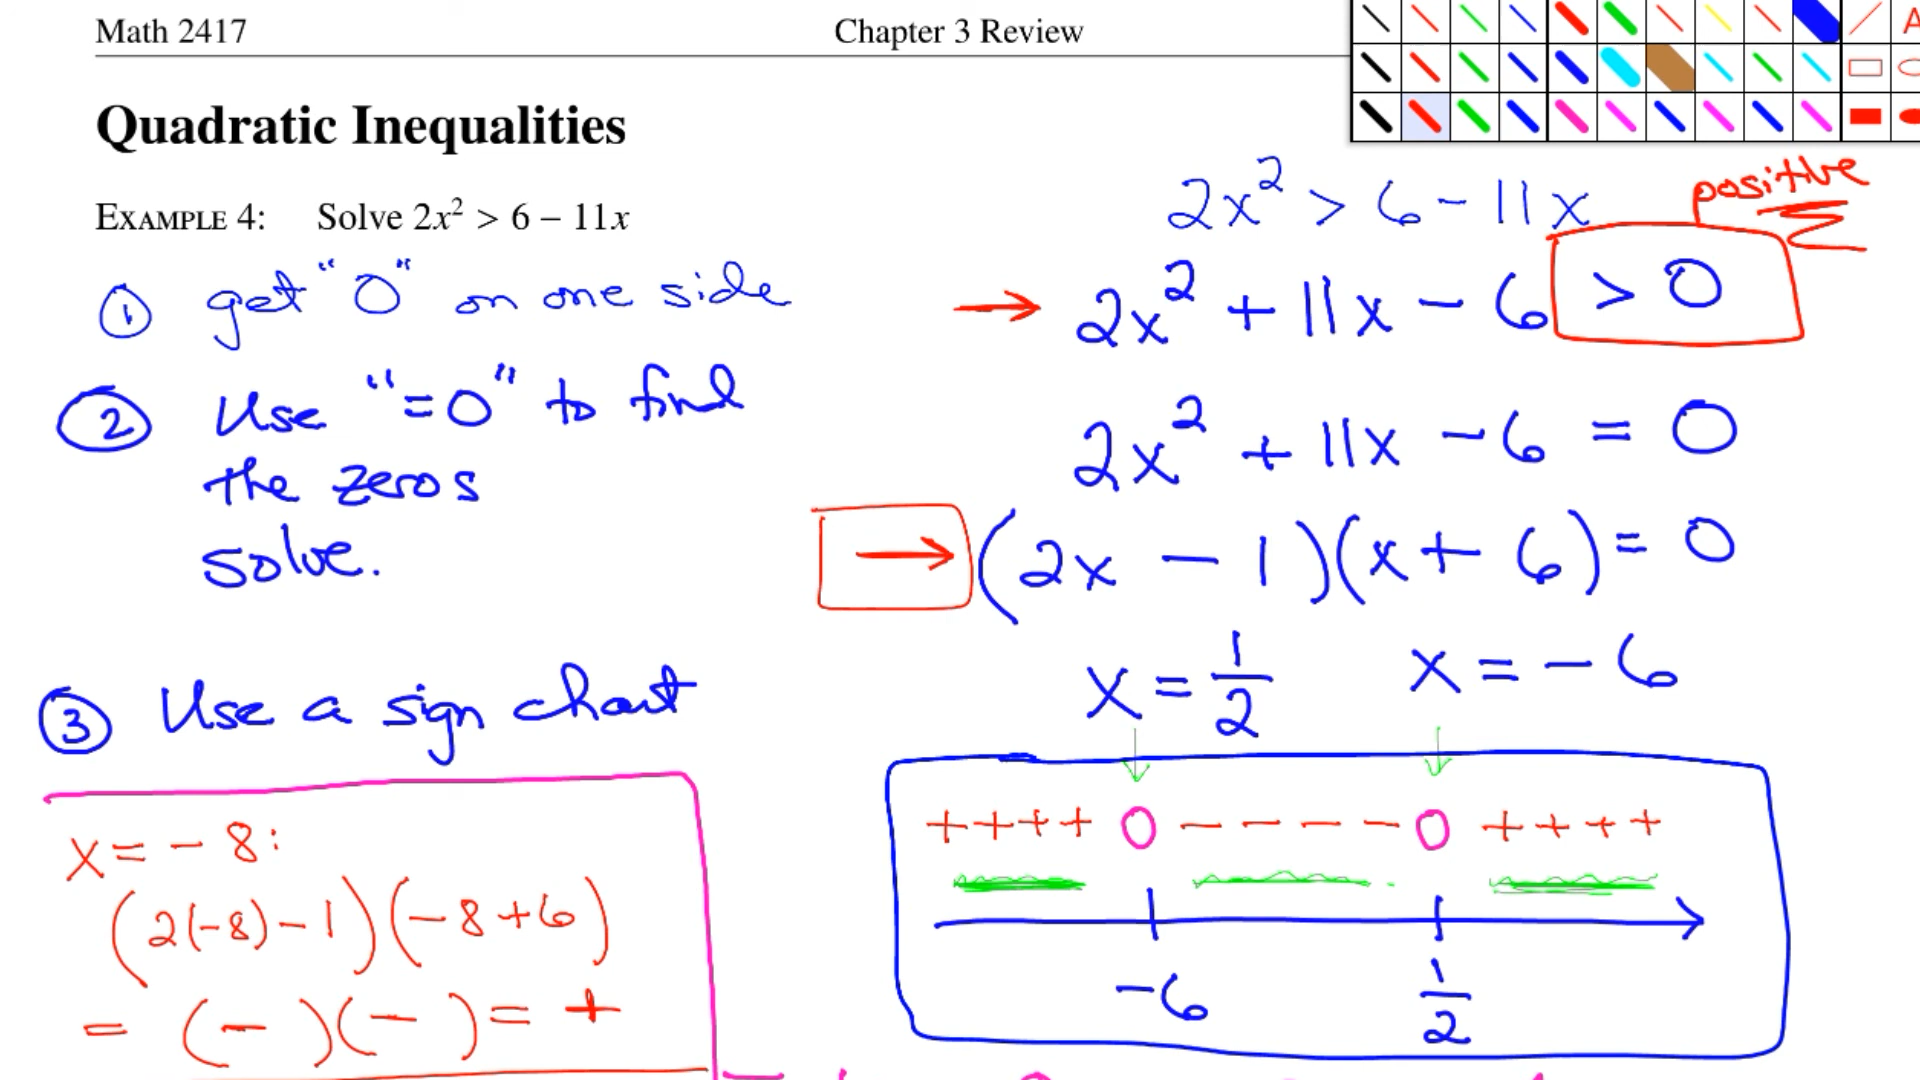 Math 2417
Chapter 3 Review
A
Quadratic Inequalities
EXAMPLE 4: Solve 2x² > 6 − 11x
① get "0" on one side
② Use "=0" to find
the zeros
solve.
③ Use a sign chart
x = -8:
(2(-8)-1)(-8+6)
= (-)(-) = +
2x² > 6 - 11x
positive
→ 2x² + 11x - 6 > 0
2x² + 11x - 6 = 0
→ (2x - 1)(x + 6) = 0
x = 1/2 x = -6
++++ 0 ----- 0 ++++
-6 1/2